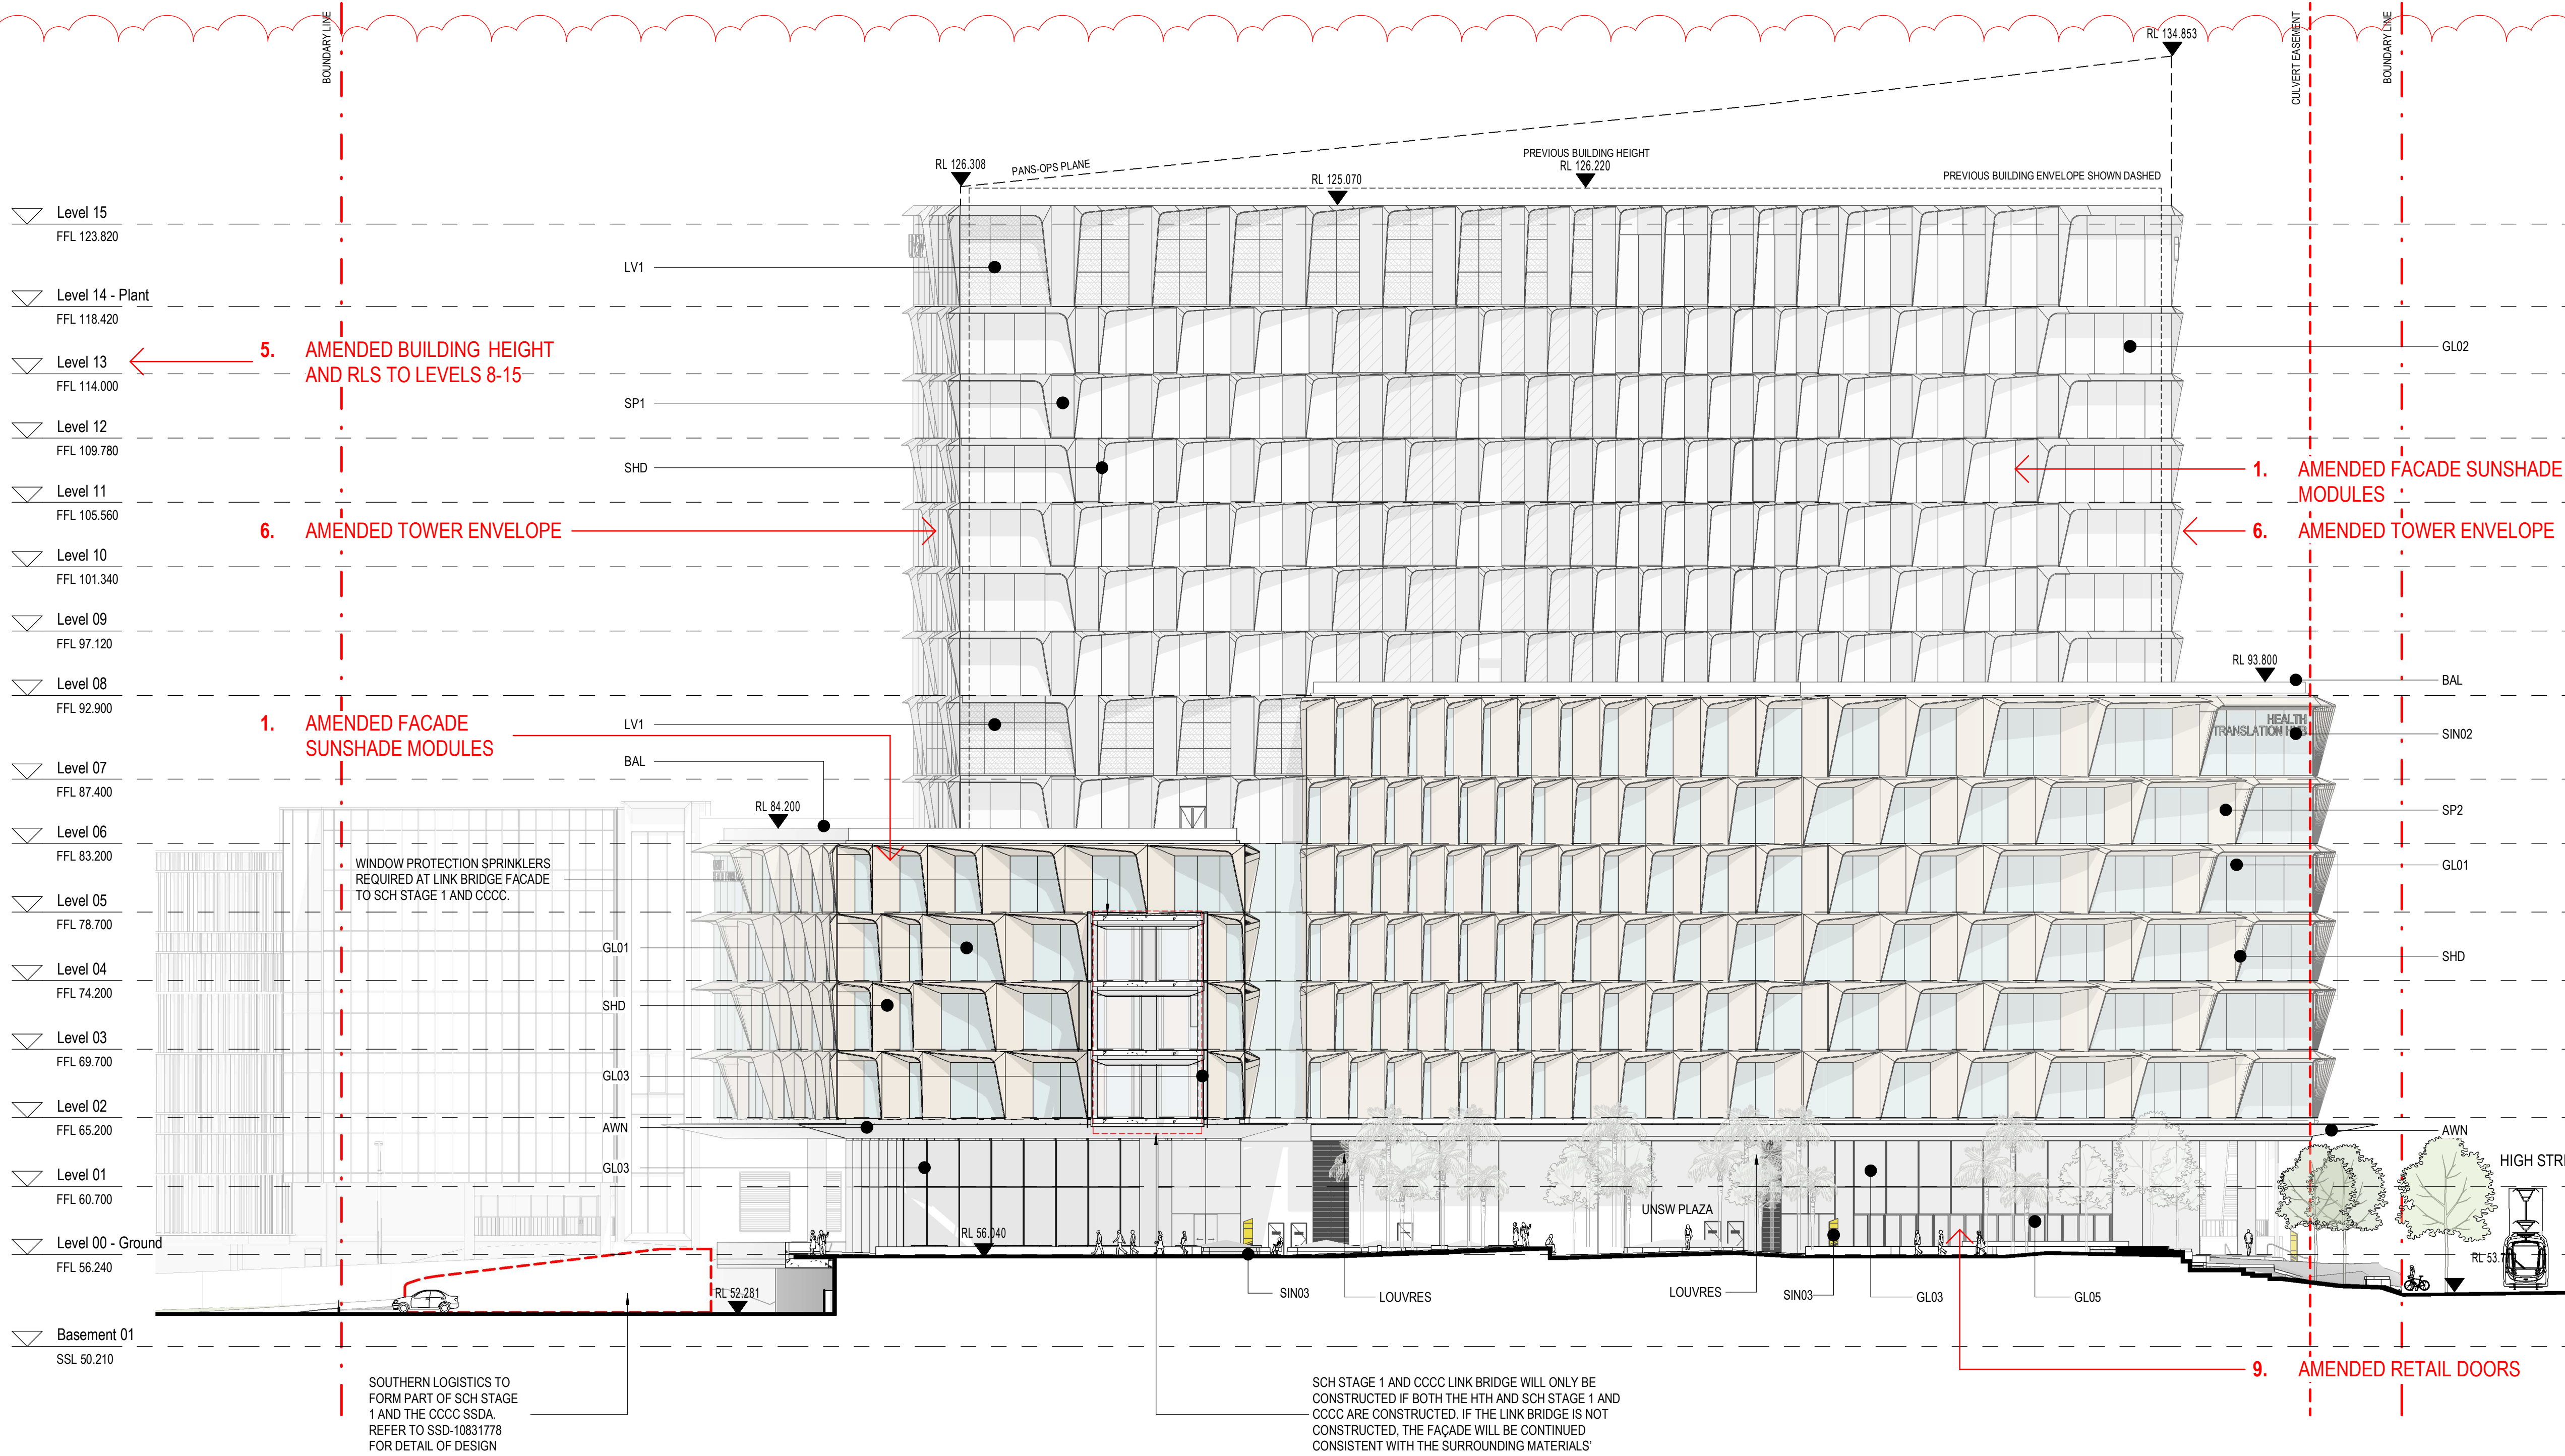 BOUNDARY LINE
CULVERT EASEMENT
BOUNDARY LINE
RL 134.853
RL 126.308
PANS-OPS PLANE
RL 125.070
PREVIOUS BUILDING HEIGHT
RL 126.220
PREVIOUS BUILDING ENVELOPE SHOWN DASHED
Level 15
FFL 123.820
LV1
Level 14 - Plant
FFL 118.420
5. AMENDED BUILDING HEIGHT
AND RLS TO LEVELS 8-15
GL02
Level 13
FFL 114.000
SP1
Level 12
FFL 109.780
SHD
1. AMENDED FACADE SUNSHADE
MODULES
Level 11
FFL 105.560
6. AMENDED TOWER ENVELOPE
6. AMENDED TOWER ENVELOPE
Level 10
FFL 101.340
Level 09
FFL 97.120
RL 93.800
BAL
Level 08
FFL 92.900
1. AMENDED FACADE
SUNSHADE MODULES
LV1
HEALTH
TRANSLATION HUB
SIN02
BAL
Level 07
FFL 87.400
RL 84.200
SP2
Level 06
FFL 83.200
WINDOW PROTECTION SPRINKLERS
REQUIRED AT LINK BRIDGE FACADE
TO SCH STAGE 1 AND CCCC.
GL01
Level 05
FFL 78.700
GL01
SHD
Level 04
FFL 74.200
SHD
Level 03
FFL 69.700
GL03
Level 02
FFL 65.200
AWN
AWN
GL03
HIGH STR
Level 01
FFL 60.700
UNSW PLAZA
RL 56.040
Level 00 - Ground
FFL 56.240
RL 53.7
RL 52.281
SIN03
LOUVRES
LOUVRES
SIN03
GL03
GL05
Basement 01
SSL 50.210
9. AMENDED RETAIL DOORS
SOUTHERN LOGISTICS TO
FORM PART OF SCH STAGE
1 AND THE CCCC SSDA.
REFER TO SSD-10831778
FOR DETAIL OF DESIGN
SCH STAGE 1 AND CCCC LINK BRIDGE WILL ONLY BE
CONSTRUCTED IF BOTH THE HTH AND SCH STAGE 1 AND
CCCC ARE CONSTRUCTED. IF THE LINK BRIDGE IS NOT
CONSTRUCTED, THE FAÇADE WILL BE CONTINUED
CONSISTENT WITH THE SURROUNDING MATERIALS'